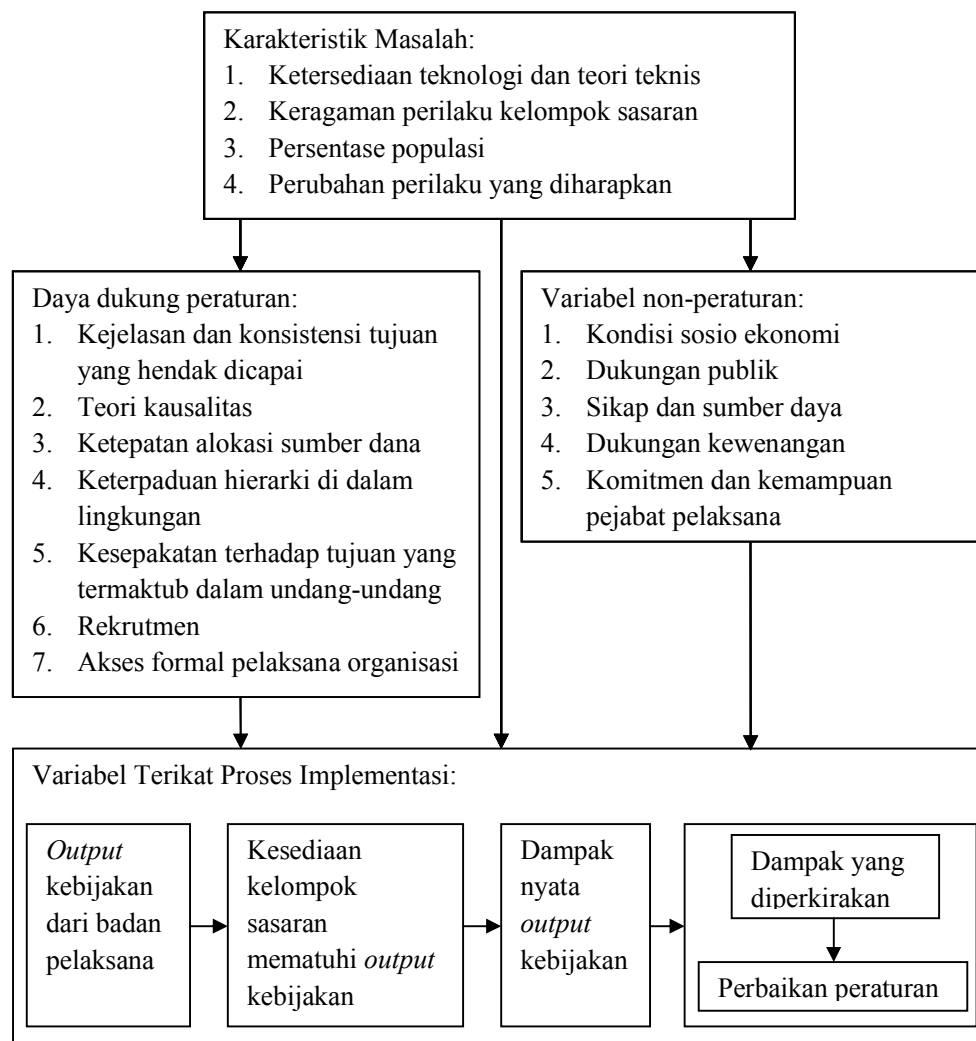 Karakteristik Masalah:
1. Ketersediaan teknologi dan teori teknis
2. Keragaman perilaku kelompok sasaran
3. Persentase populasi
4. Perubahan perilaku yang diharapkan
Daya dukung peraturan:
1. Kejelasan dan konsistensi tujuan
yang hendak dicapai
2. Teori kausalitas
3. Ketepatan alokasi sumber dana
4. Keterpaduan hierarki di dalam
lingkungan
5. Kesepakatan terhadap tujuan yang
termaktub dalam undang-undang
6. Rekrutmen
7. Akses formal pelaksana organisasi
Variabel non-peraturan:
1. Kondisi sosio ekonomi
2. Dukungan publik
3. Sikap dan sumber daya
4. Dukungan kewenangan
5. Komitmen dan kemampuan
pejabat pelaksana
Variabel Terikat Proses Implementasi:
Output
kebijakan
dari badan
pelaksana
Kesediaan
kelompok
sasaran
mematuhi output
kebijakan
Dampak
nyata
output
kebijakan
Dampak yang
diperkirakan
Perbaikan peraturan